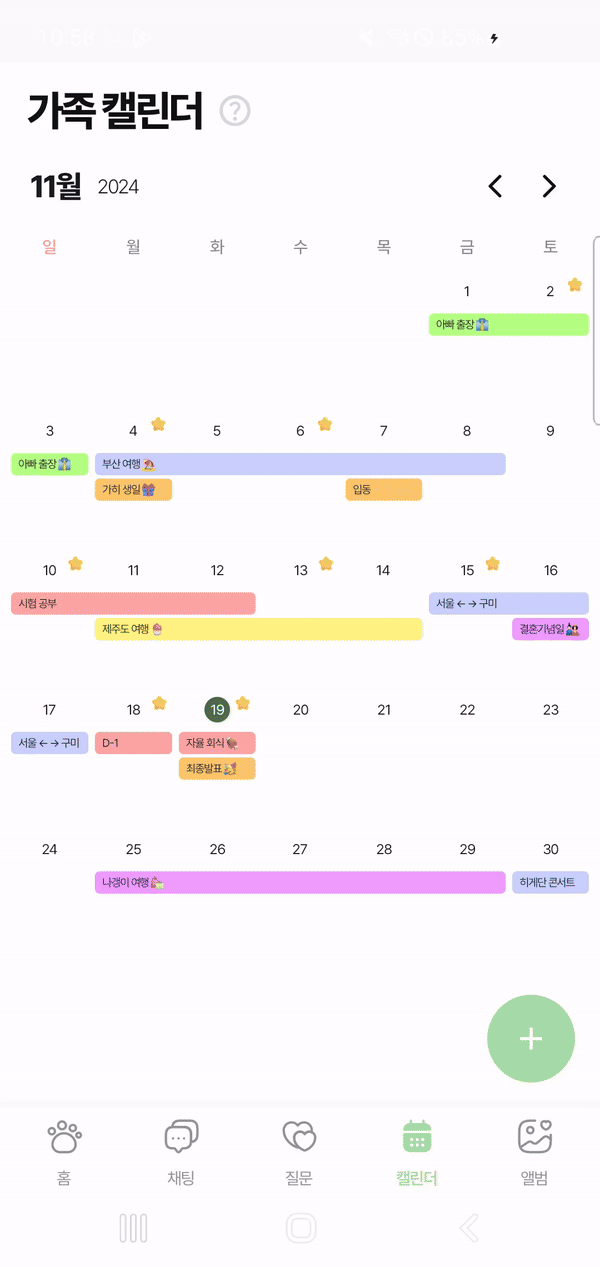 가족 캘린더 ?
11월 2024
일 월 화 수 목 금 토
1 2
아빠 출장
3 4 5 6 7 8 9
아빠 출장 부산 여행
가히 생일 입동
10 11 12 13 14 15 16
시험 공부 서울 ← → 구미
제주도 여행 결혼기념일
17 18 19 20 21 22 23
서울 ← → 구미 D-1 자율 회식
최종발표
24 25 26 27 28 29 30
나갱이 여행 히게단 콘서트
+
홈 채팅 질문 캘린더 앨범